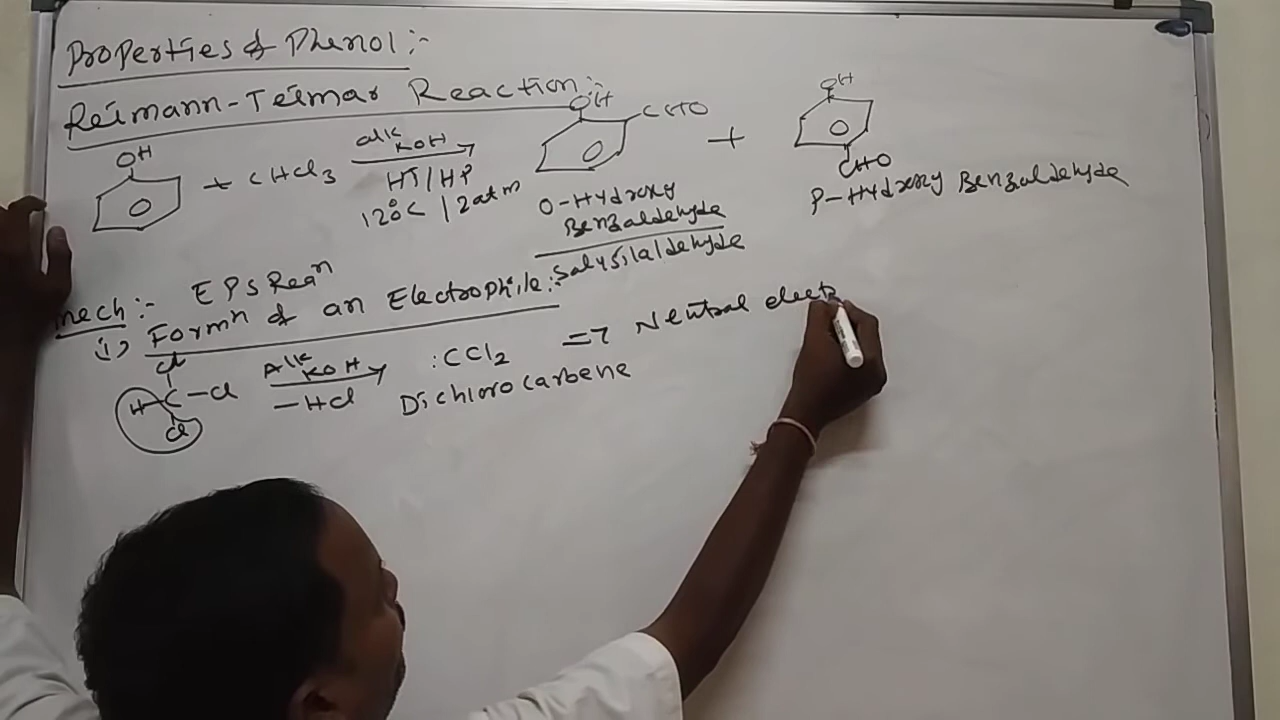 Properties of Phenol :-
Reimann-Teimar Reaction :-
OH + CHCl3 alk KOH HT/HP 120°C / 2atm OH CHO + OH CHO
O-Hydroxy Benzaldehyde
Salysilaldehyde
P-Hydroxy Benzaldehyde
mech :- EPS Reaⁿ
i) Formⁿ of an Electrophile :-
Cl
H-C-Cl Alk KOH -HCl :CCl2 => Neutral elect
Cl
Dichlorocarbene